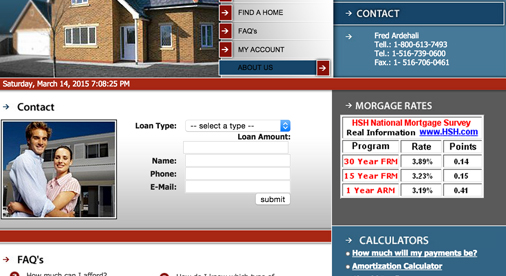 FIND A HOME
FAQ's
MY ACCOUNT
ABOUT US
CONTACT
Fred Ardehali
Tell.: 1-800-613-7493
Tel.: 1-516-739-0600
Fax.: 1- 516-706-0461
Saturday, March 14, 2015 7:08:25 PM
Contact
Loan Type:
-- select a type --
Loan Amount:
Name:
Phone:
E-Mail:
submit
MORGAGE RATES
HSH National Mortgage Survey
Real Information www.HSH.com
Program Rate Points
30 Year FRM 3.89% 0.14
15 Year FRM 3.23% 0.15
1 Year ARM 3.19% 0.41
CALCULATORS
How much will my payments be?
Amortization Calculator
FAQ's
How much can I afford?
How do I know which type of